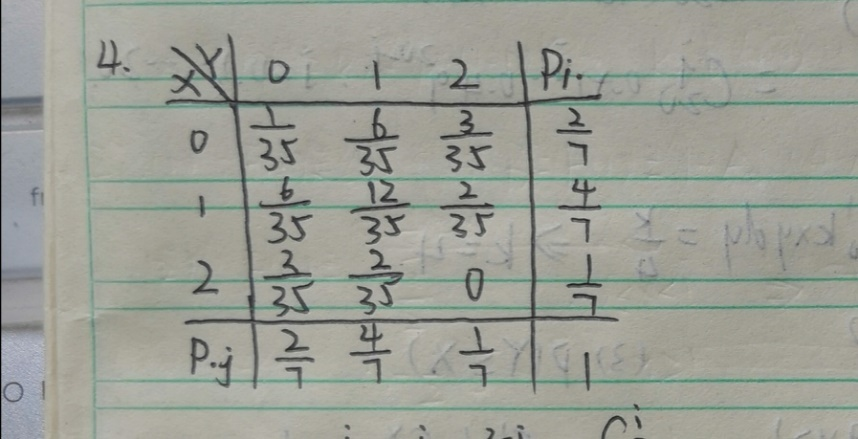 4. X Y 0 1 2 Pi.
0 1/35 6/35 3/35 2/7
1 6/35 12/35 2/35 4/7
2 3/35 2/35 0 1/7
P.j 2/7 4/7 1/7 1